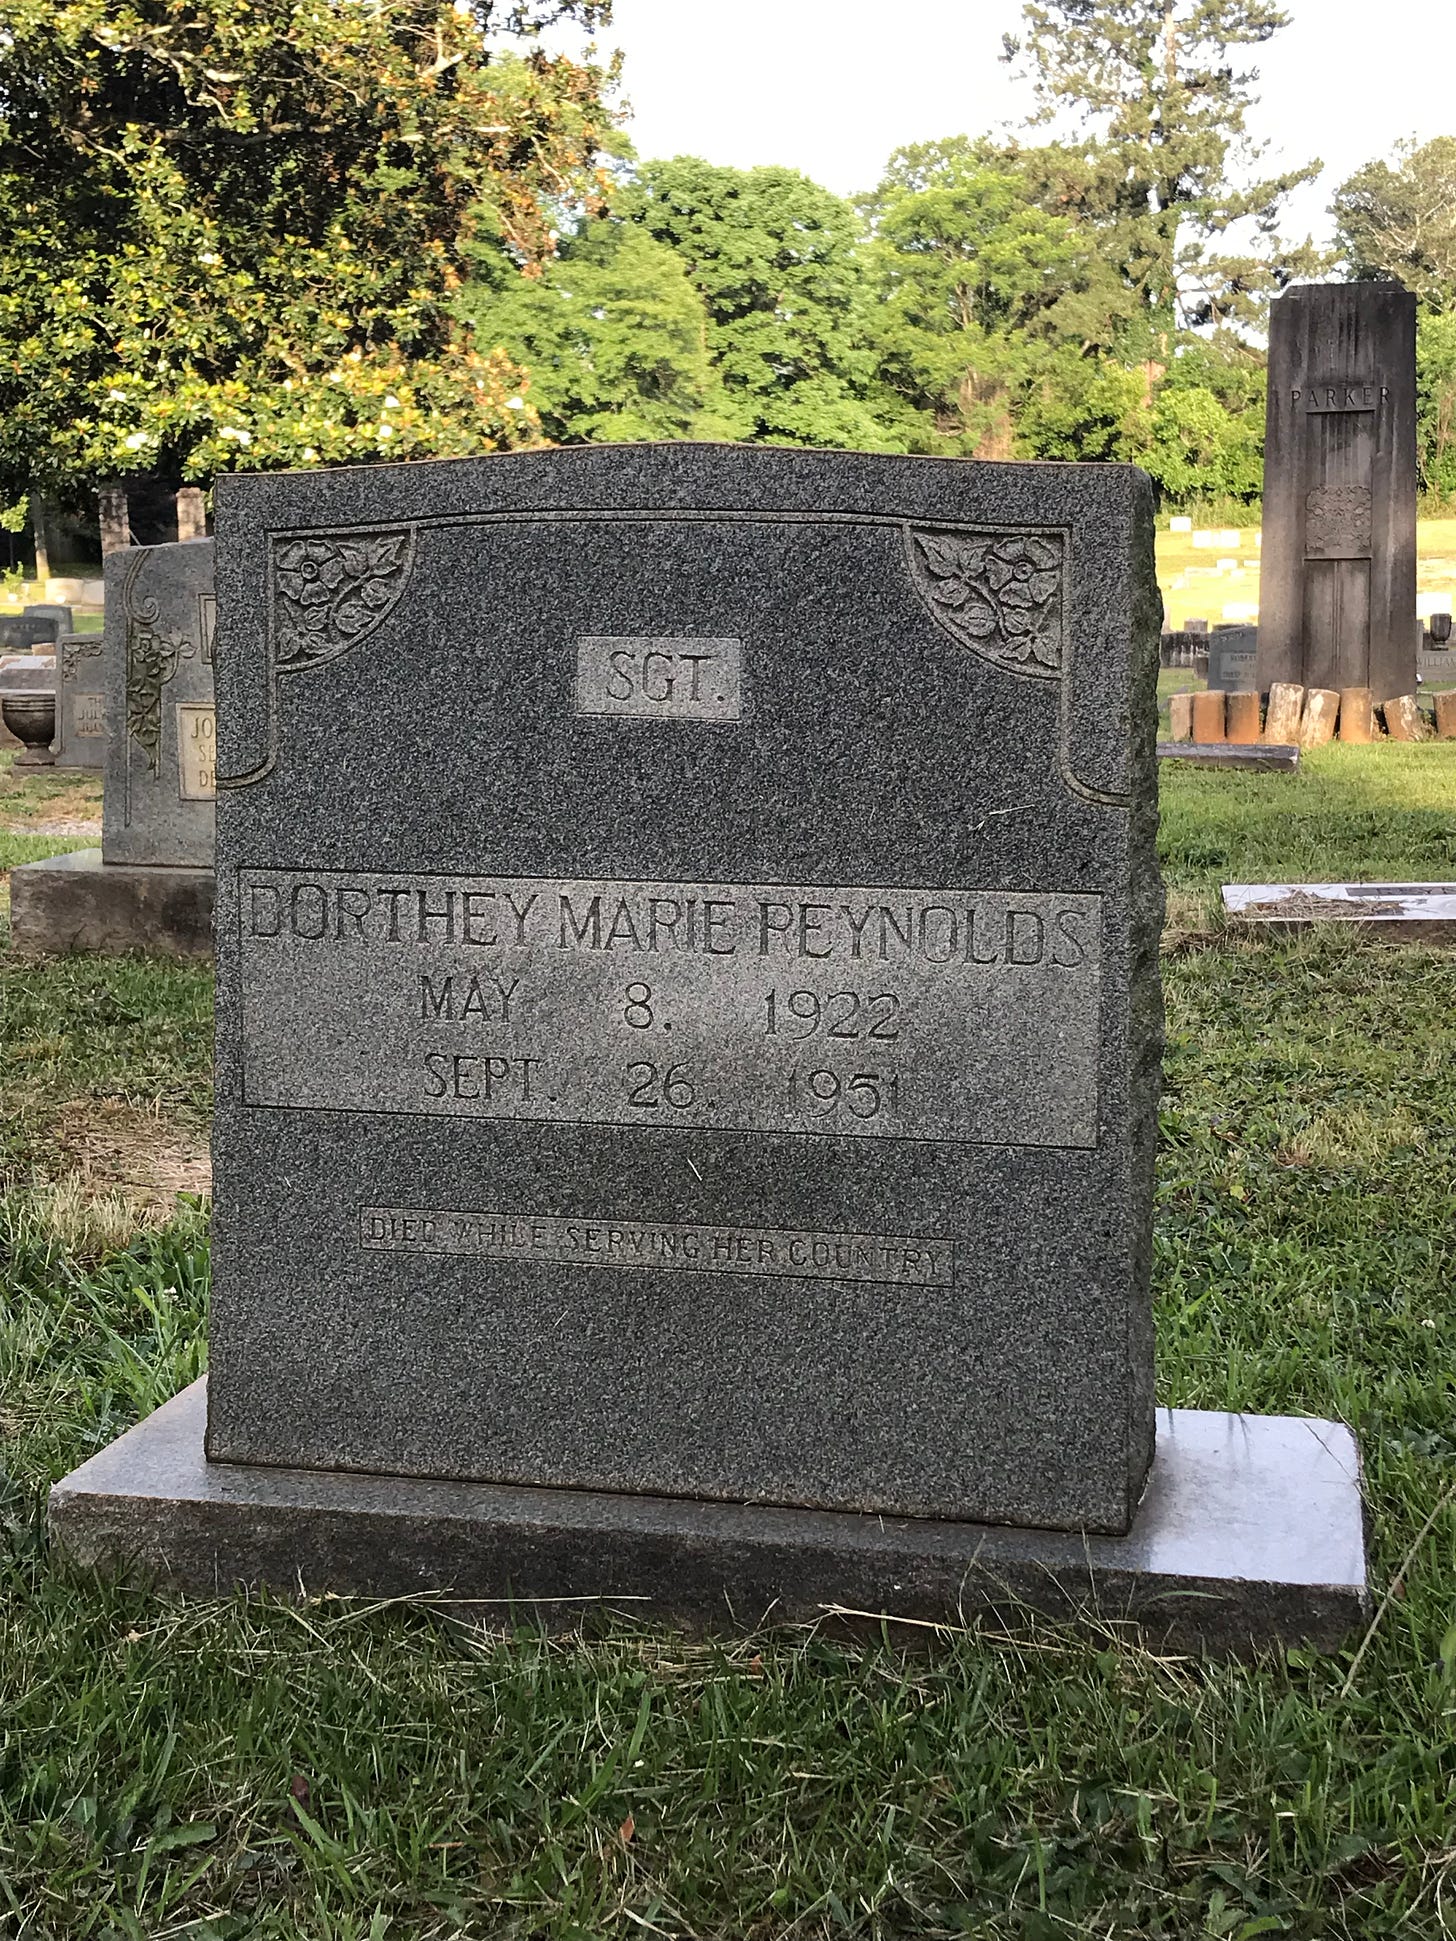 SGT.
DORTHEY MARIE REYNOLDS
MAY 8. 1922
SEPT. 26. 1951
DIED WHILE SERVING HER COUNTRY
PARKER